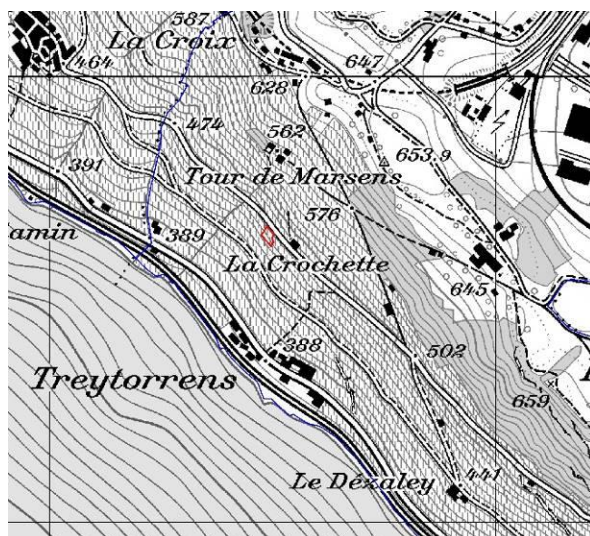 587
La Croix
464
647
628
474
562
653.9
391
Tour de Marsens
576
amin
389
La Crochette
645
388
502
Treytorrens
659
Le Dézaley
441